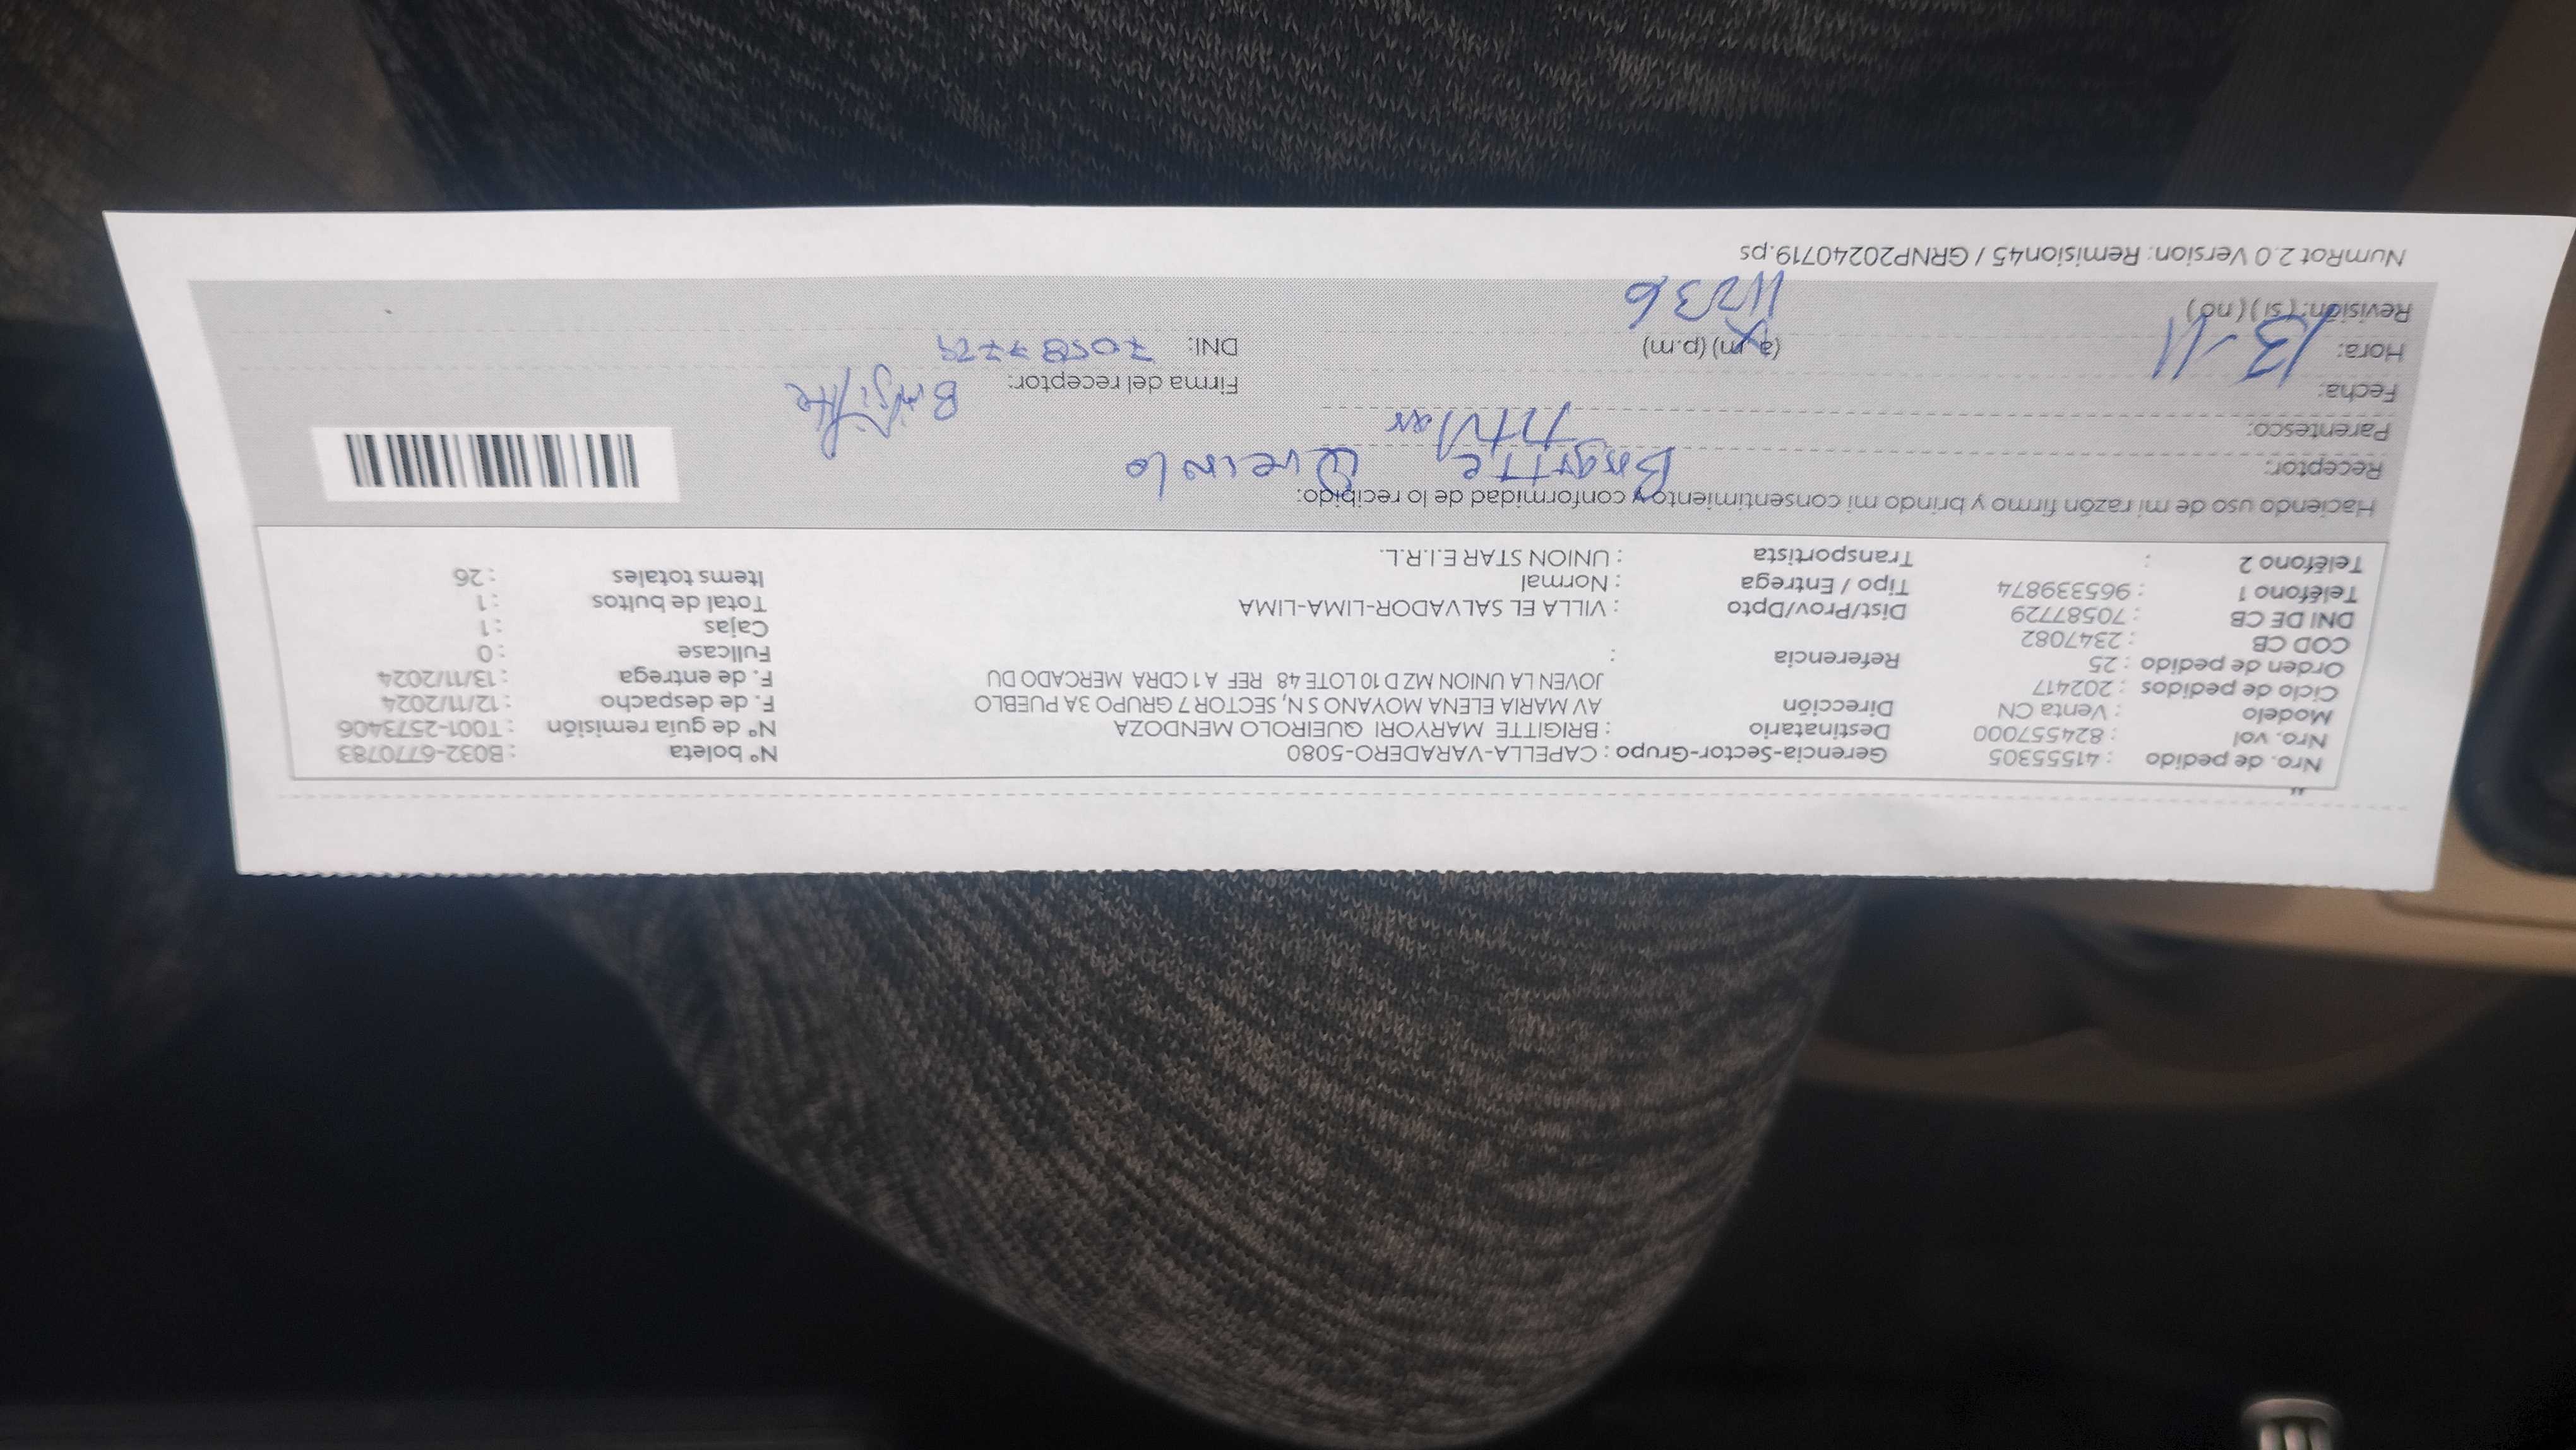 Nro. de pedido : 41555305 Gerencia-Sector-Grupo : CAPELLA-VARADERO-5080 N° boleta : B032-6770783
Nro. vol : 824557000 Destinatario : BRIGITTE MARYORI QUEIROLO MENDOZA N° de guía remisión : T001-2573406
Modelo : Venta CN Dirección AV MARIA ELENA MOYANO S N, SECTOR 7 GRUPO 3A PUEBLO F. de despacho : 12/11/2024
Ciclo de pedidos : 202417 JOVEN LA UNION MZ D 10 LOTE 48 REF A 1 CDRA MERCADO DU F. de entrega : 13/11/2024
Orden de pedido : 25 Referencia : Fullcase : 0
COD CB : 2347082 Cajas : 1
DNI DE CB : 70587729 Dist/Prov/Dpto : VILLA EL SALVADOR-LIMA-LIMA Total de bultos : 1
Teléfono 1 : 965339874 Tipo / Entrega : Normal Items totales : 26
Teléfono 2 : Transportista : UNION STAR E.I.R.L.
Haciendo uso de mi razón firmo y brindo mi consentimiento y conformidad de lo recibido:
Receptor: Brigitte
Parentesco: Titular
Fecha: 13-11 Firma del receptor: Brigitte
Hora: (a.m) (p.m) DNI: 70587729
Revisión: (si) (no) 11:36
NumRot 2.0 Version: Remision45 / GRNP20240719.ps